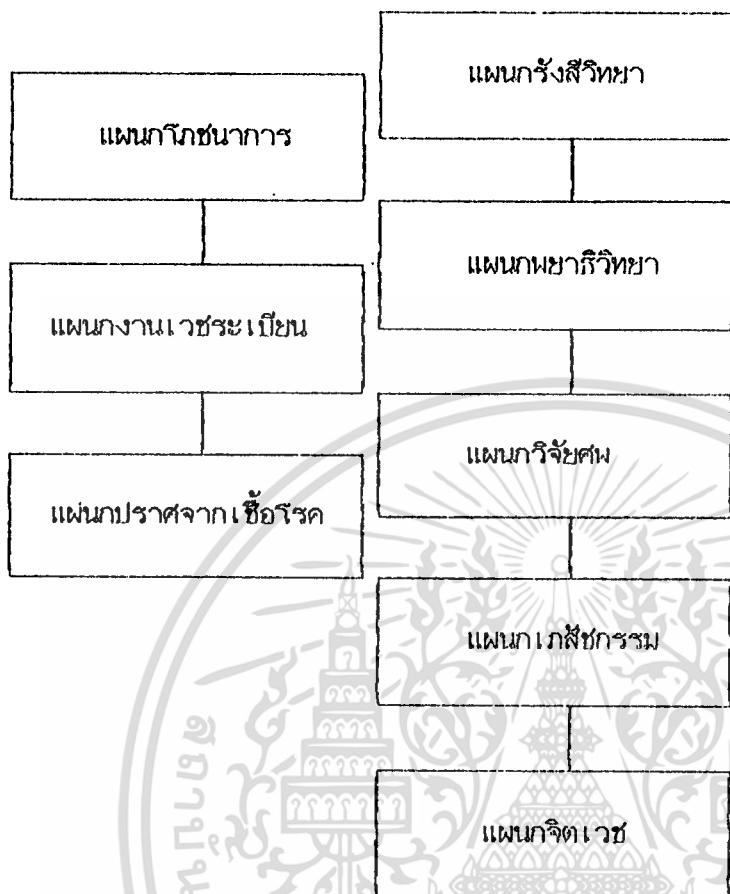 แผนกรังสีวิทยา
แผนกโภชนาการ
แผนกพยาธิวิทยา
แผนกงานเวชระเบียน
แผนกวิจัยศพ
แผ่นกปราศจากเชื้อโรค
แผนกเภสัชกรรม
แผนกจิตเวช